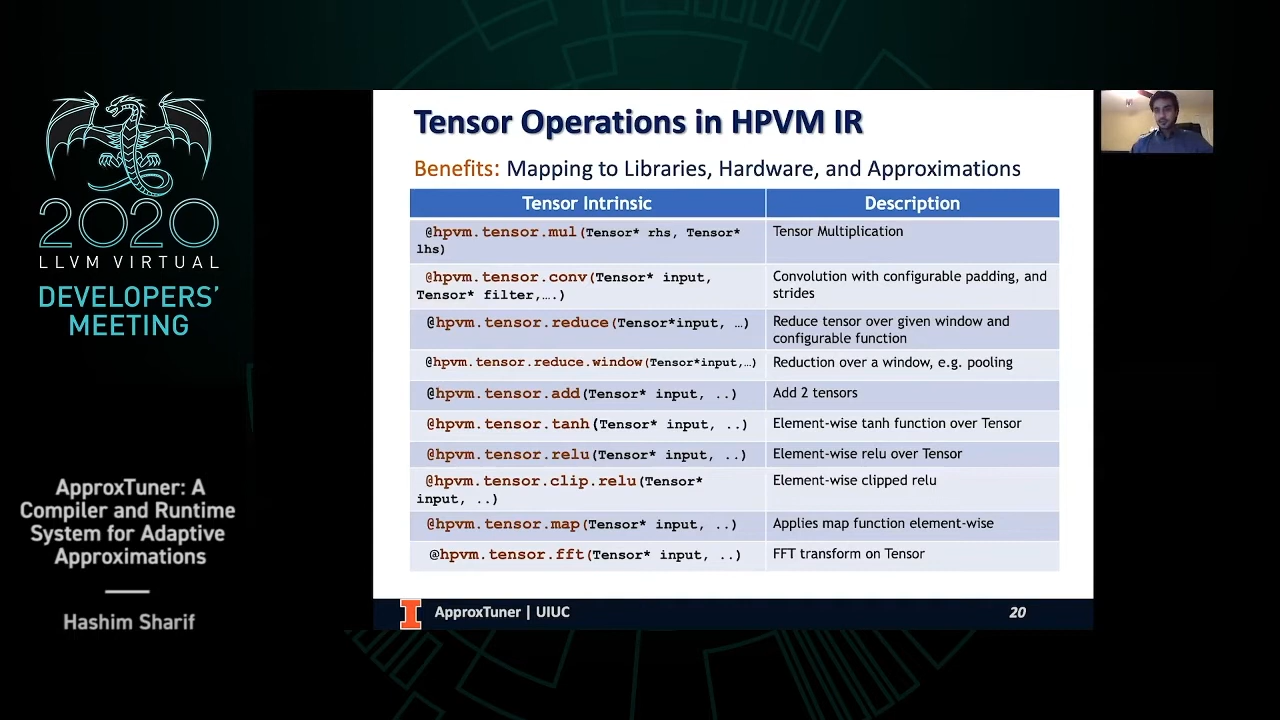 2020
LLVM VIRTUAL
DEVELOPERS'
MEETING
ApproxTuner: A
Compiler and Runtime
System for Adaptive
Approximations
Hashim Sharif
Tensor Operations in HPVM IR
Benefits: Mapping to Libraries, Hardware, and Approximations
Tensor Intrinsic
Description
@hpvm.tensor.mul(Tensor* rhs, Tensor*
lhs)
Tensor Multiplication
@hpvm.tensor.conv(Tensor* input,
Tensor* filter,….)
Convolution with configurable padding, and
strides
@hpvm.tensor.reduce(Tensor*input, …)
Reduce tensor over given window and
configurable function
@hpvm.tensor.reduce.window(Tensor*input,…)
Reduction over a window, e.g. pooling
@hpvm.tensor.add(Tensor* input, ..)
Add 2 tensors
@hpvm.tensor.tanh(Tensor* input, ..)
Element-wise tanh function over Tensor
@hpvm.tensor.relu(Tensor* input, ..)
Element-wise relu over Tensor
@hpvm.tensor.clip.relu(Tensor*
input, ..)
Element-wise clipped relu
@hpvm.tensor.map(Tensor* input, ..)
Applies map function element-wise
@hpvm.tensor.fft(Tensor* input, ..)
FFT transform on Tensor
ApproxTuner | UIUC
20